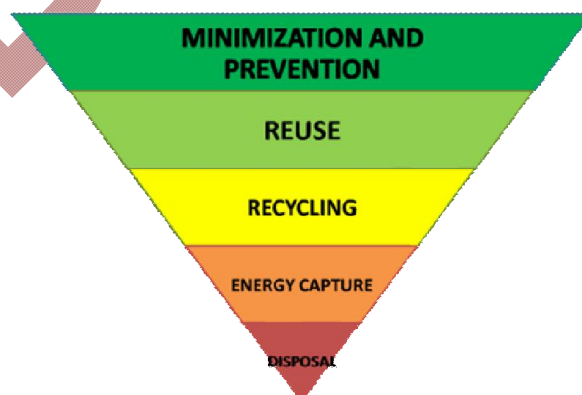 MINIMIZATION AND
PREVENTION
REUSE
RECYCLING
ENERGY CAPTURE
DISPOSAL